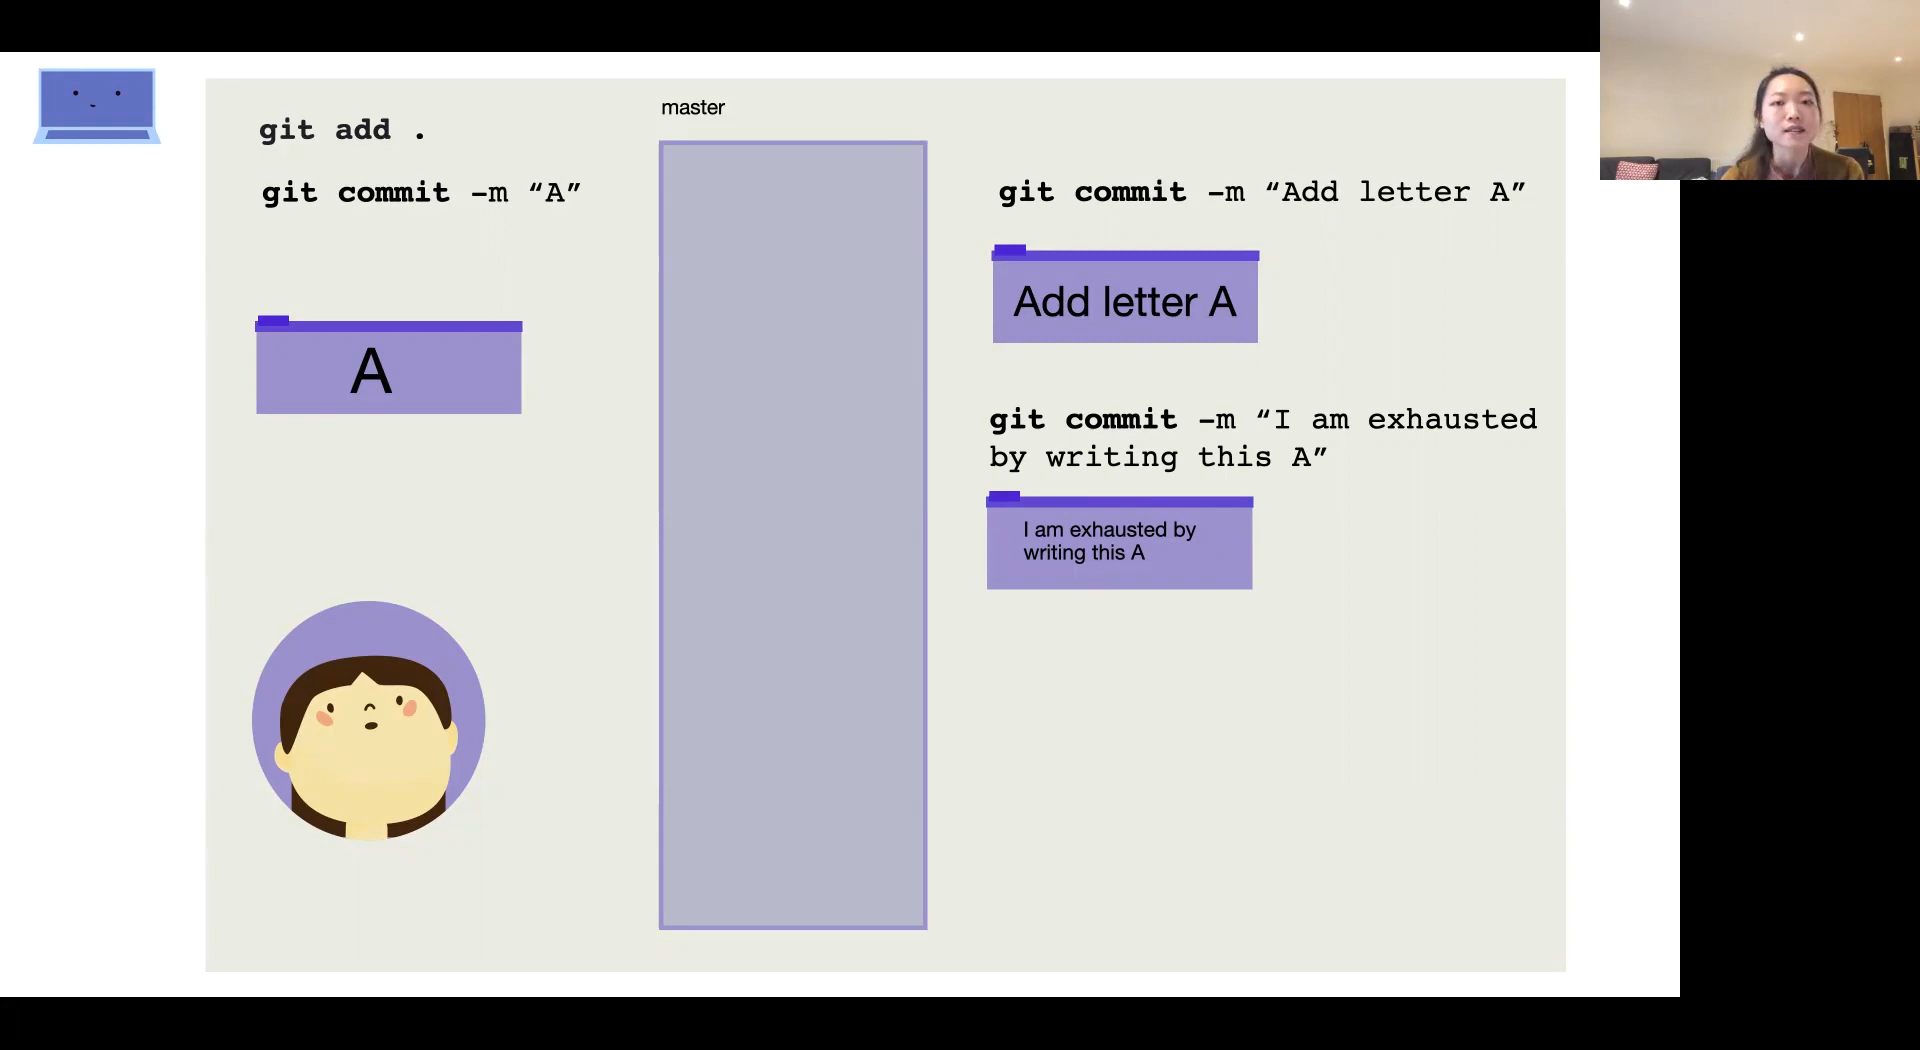 git add .
git commit -m “A”
A
master
git commit -m “Add letter A”
Add letter A
git commit -m “I am exhausted
by writing this A”
I am exhausted by
writing this A